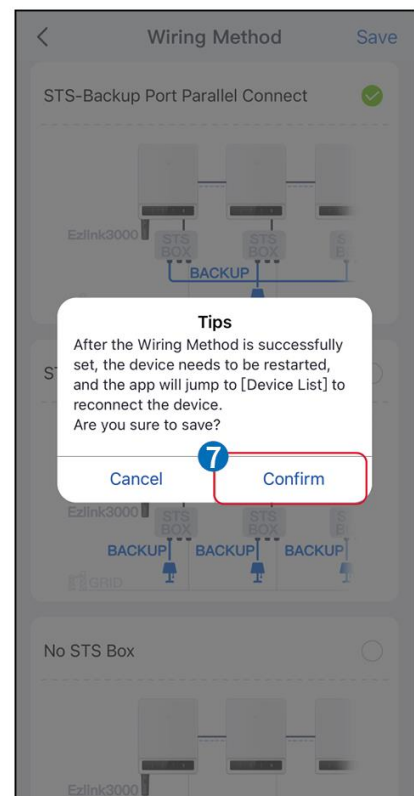 Wiring Method
Save
STS-Backup Port Parallel Connect
Ezlink3000
STS
BOX
STS
BOX
S
B
BACKUP
Tips
After the Wiring Method is successfully
set, the device needs to be restarted,
and the app will jump to [Device List] to
reconnect the device.
Are you sure to save?
7
Cancel
Confirm
Ezlink3000
STS
BOX
STS
BOX
S
B
BACKUP
BACKUP
BACKUP
GRID
No STS Box
Ezlink3000